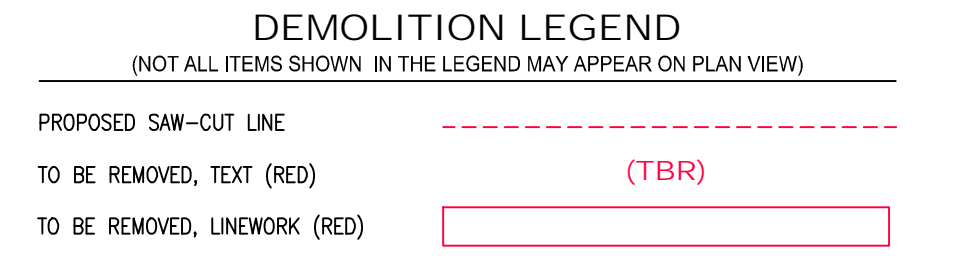 DEMOLITION LEGEND
(NOT ALL ITEMS SHOWN IN THE LEGEND MAY APPEAR ON PLAN VIEW)
PROPOSED SAW-CUT LINE
TO BE REMOVED, TEXT (RED) (TBR)
TO BE REMOVED, LINEWORK (RED)